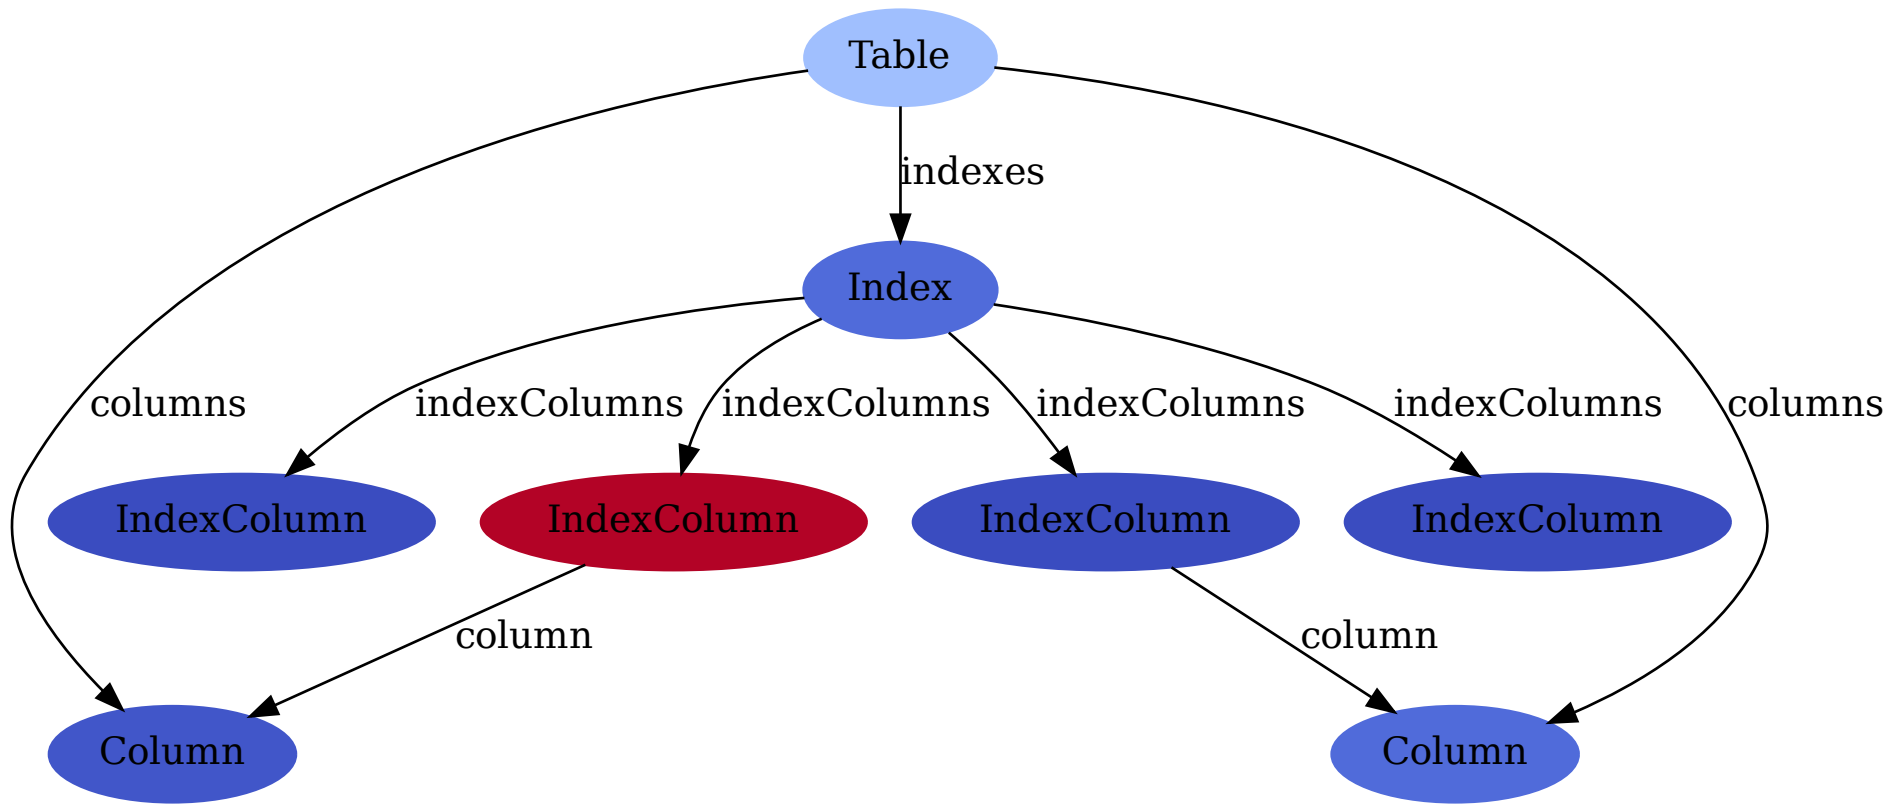 Table
indexes
Index
columns
indexColumns
indexColumns
indexColumns
indexColumns
columns
IndexColumn
IndexColumn
IndexColumn
IndexColumn
column
column
Column
Column